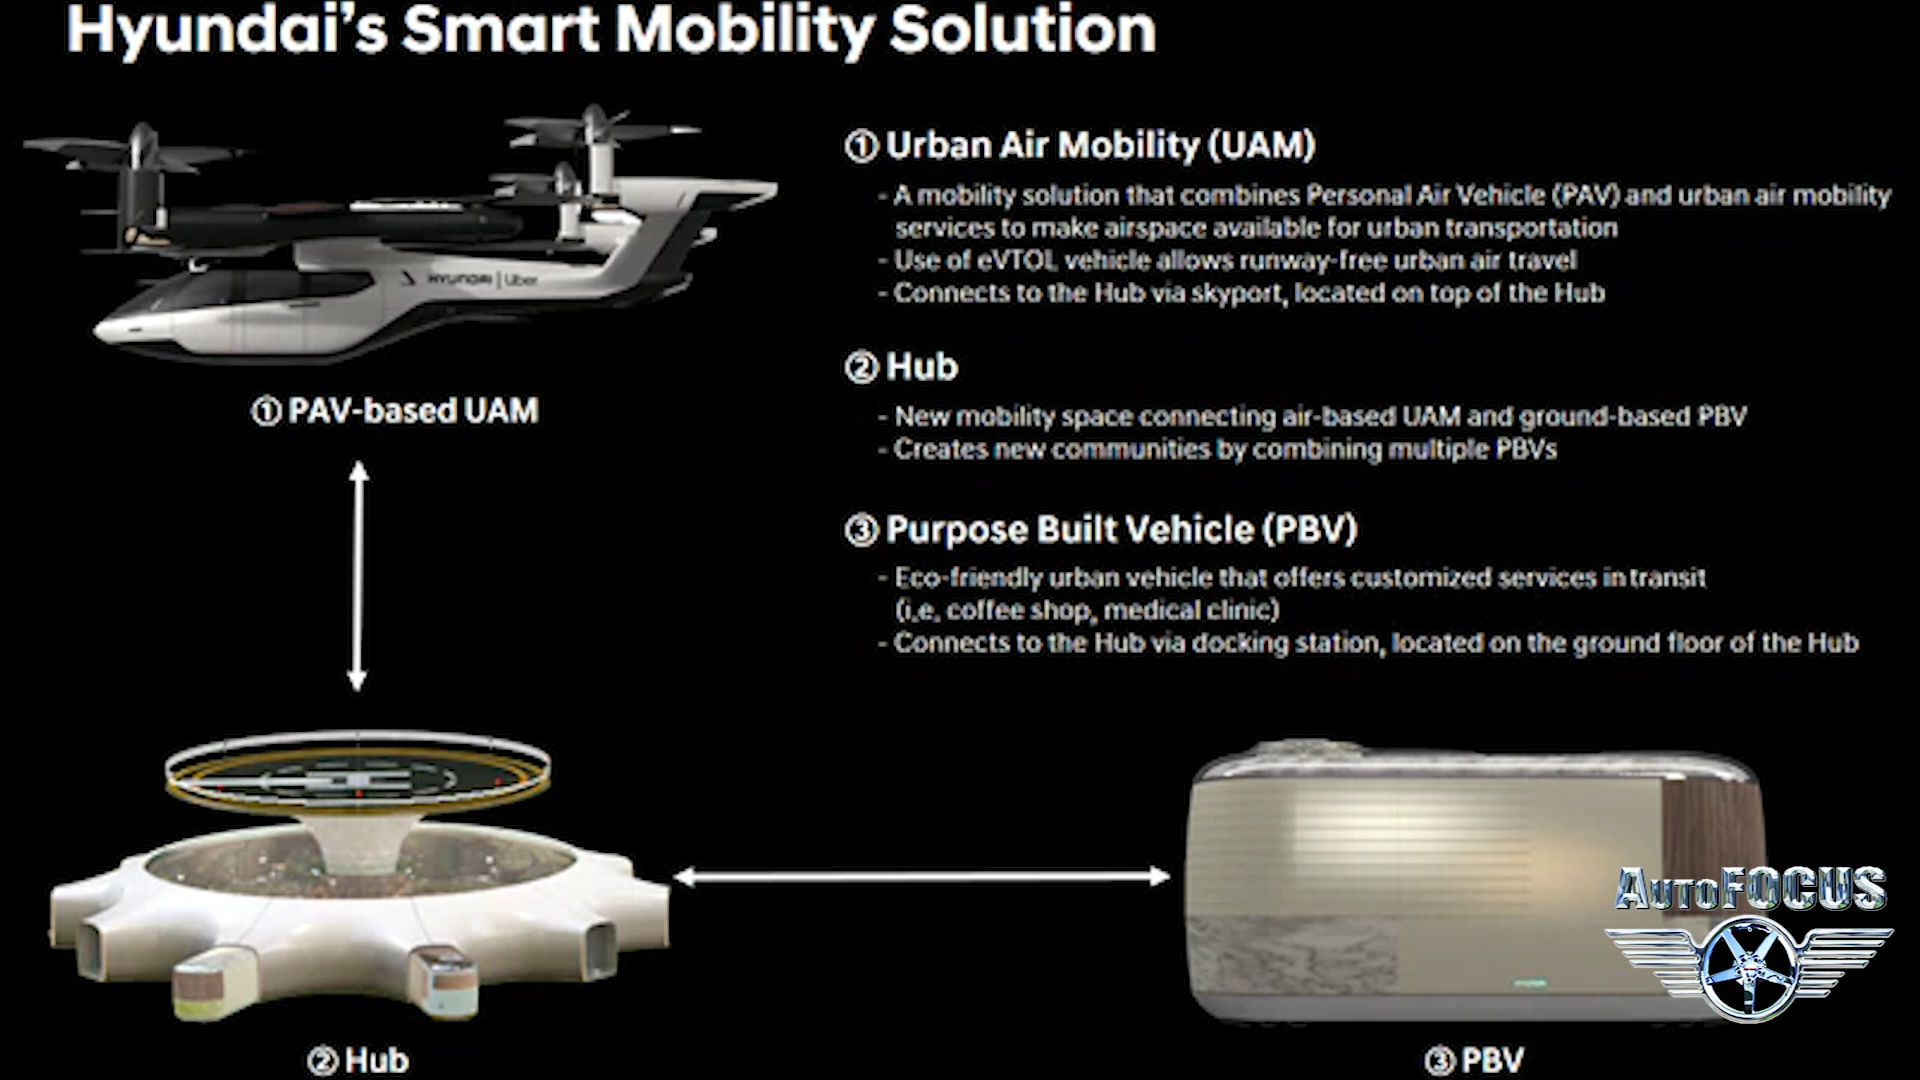 Hyundai's Smart Mobility Solution
① Urban Air Mobility (UAM)
- A mobility solution that combines Personal Air Vehicle (PAV) and urban air mobility
services to make airspace available for urban transportation
- Use of eVTOL vehicle allows runway-free urban air travel
- Connects to the Hub via skyport, located on top of the Hub
② Hub
- New mobility space connecting air-based UAM and ground-based PBV
- Creates new communities by combining multiple PBVs
③ Purpose Built Vehicle (PBV)
- Eco-friendly urban vehicle that offers customized services in transit
(i.e. coffee shop, medical clinic)
- Connects to the Hub via docking station, located on the ground floor of the Hub
HYUNDAI | Uber
① PAV-based UAM
H
② Hub
③ PBV
AUTOFOCUS